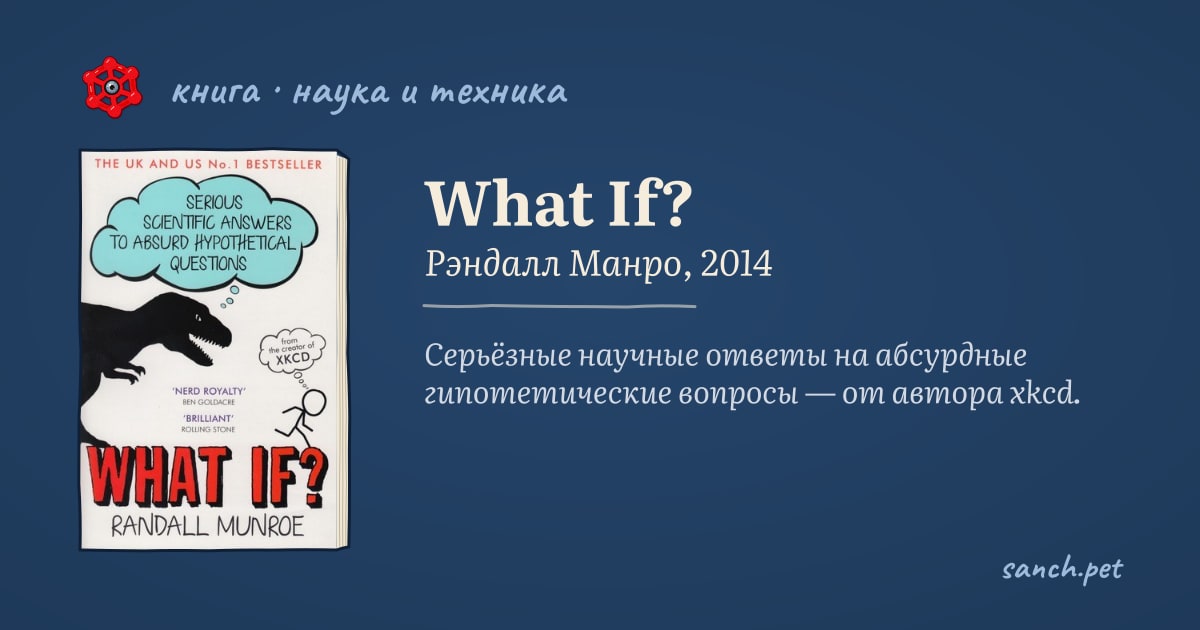 книга · наука и техника
THE UK AND US No.1 BESTSELLER
SERIOUS
SCIENTIFIC ANSWERS
TO ABSURD HYPOTHETICAL
QUESTIONS
from
the creator of
XKCD
'NERD ROYALTY'
BEN GOLDACRE
'BRILLIANT'
ROLLING STONE
WHAT IF?
RANDALL MUNROE
What If?
Рэндалл Манро, 2014
Серьёзные научные ответы на абсурдные
гипотетические вопросы — от автора xkcd.
sanch.pet